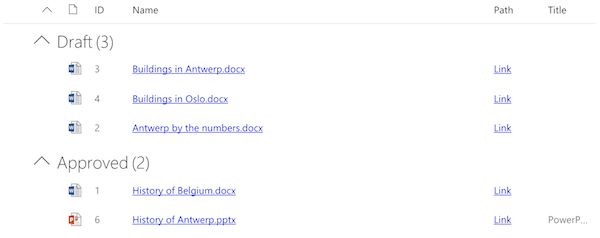 ID Name Path Title
Draft (3)
3 Buildings in Antwerp.docx Link
4 Buildings in Oslo.docx Link
2 Antwerp by the numbers.docx Link
Approved (2)
1 History of Belgium.docx Link
6 History of Antwerp.pptx Link PowerP...